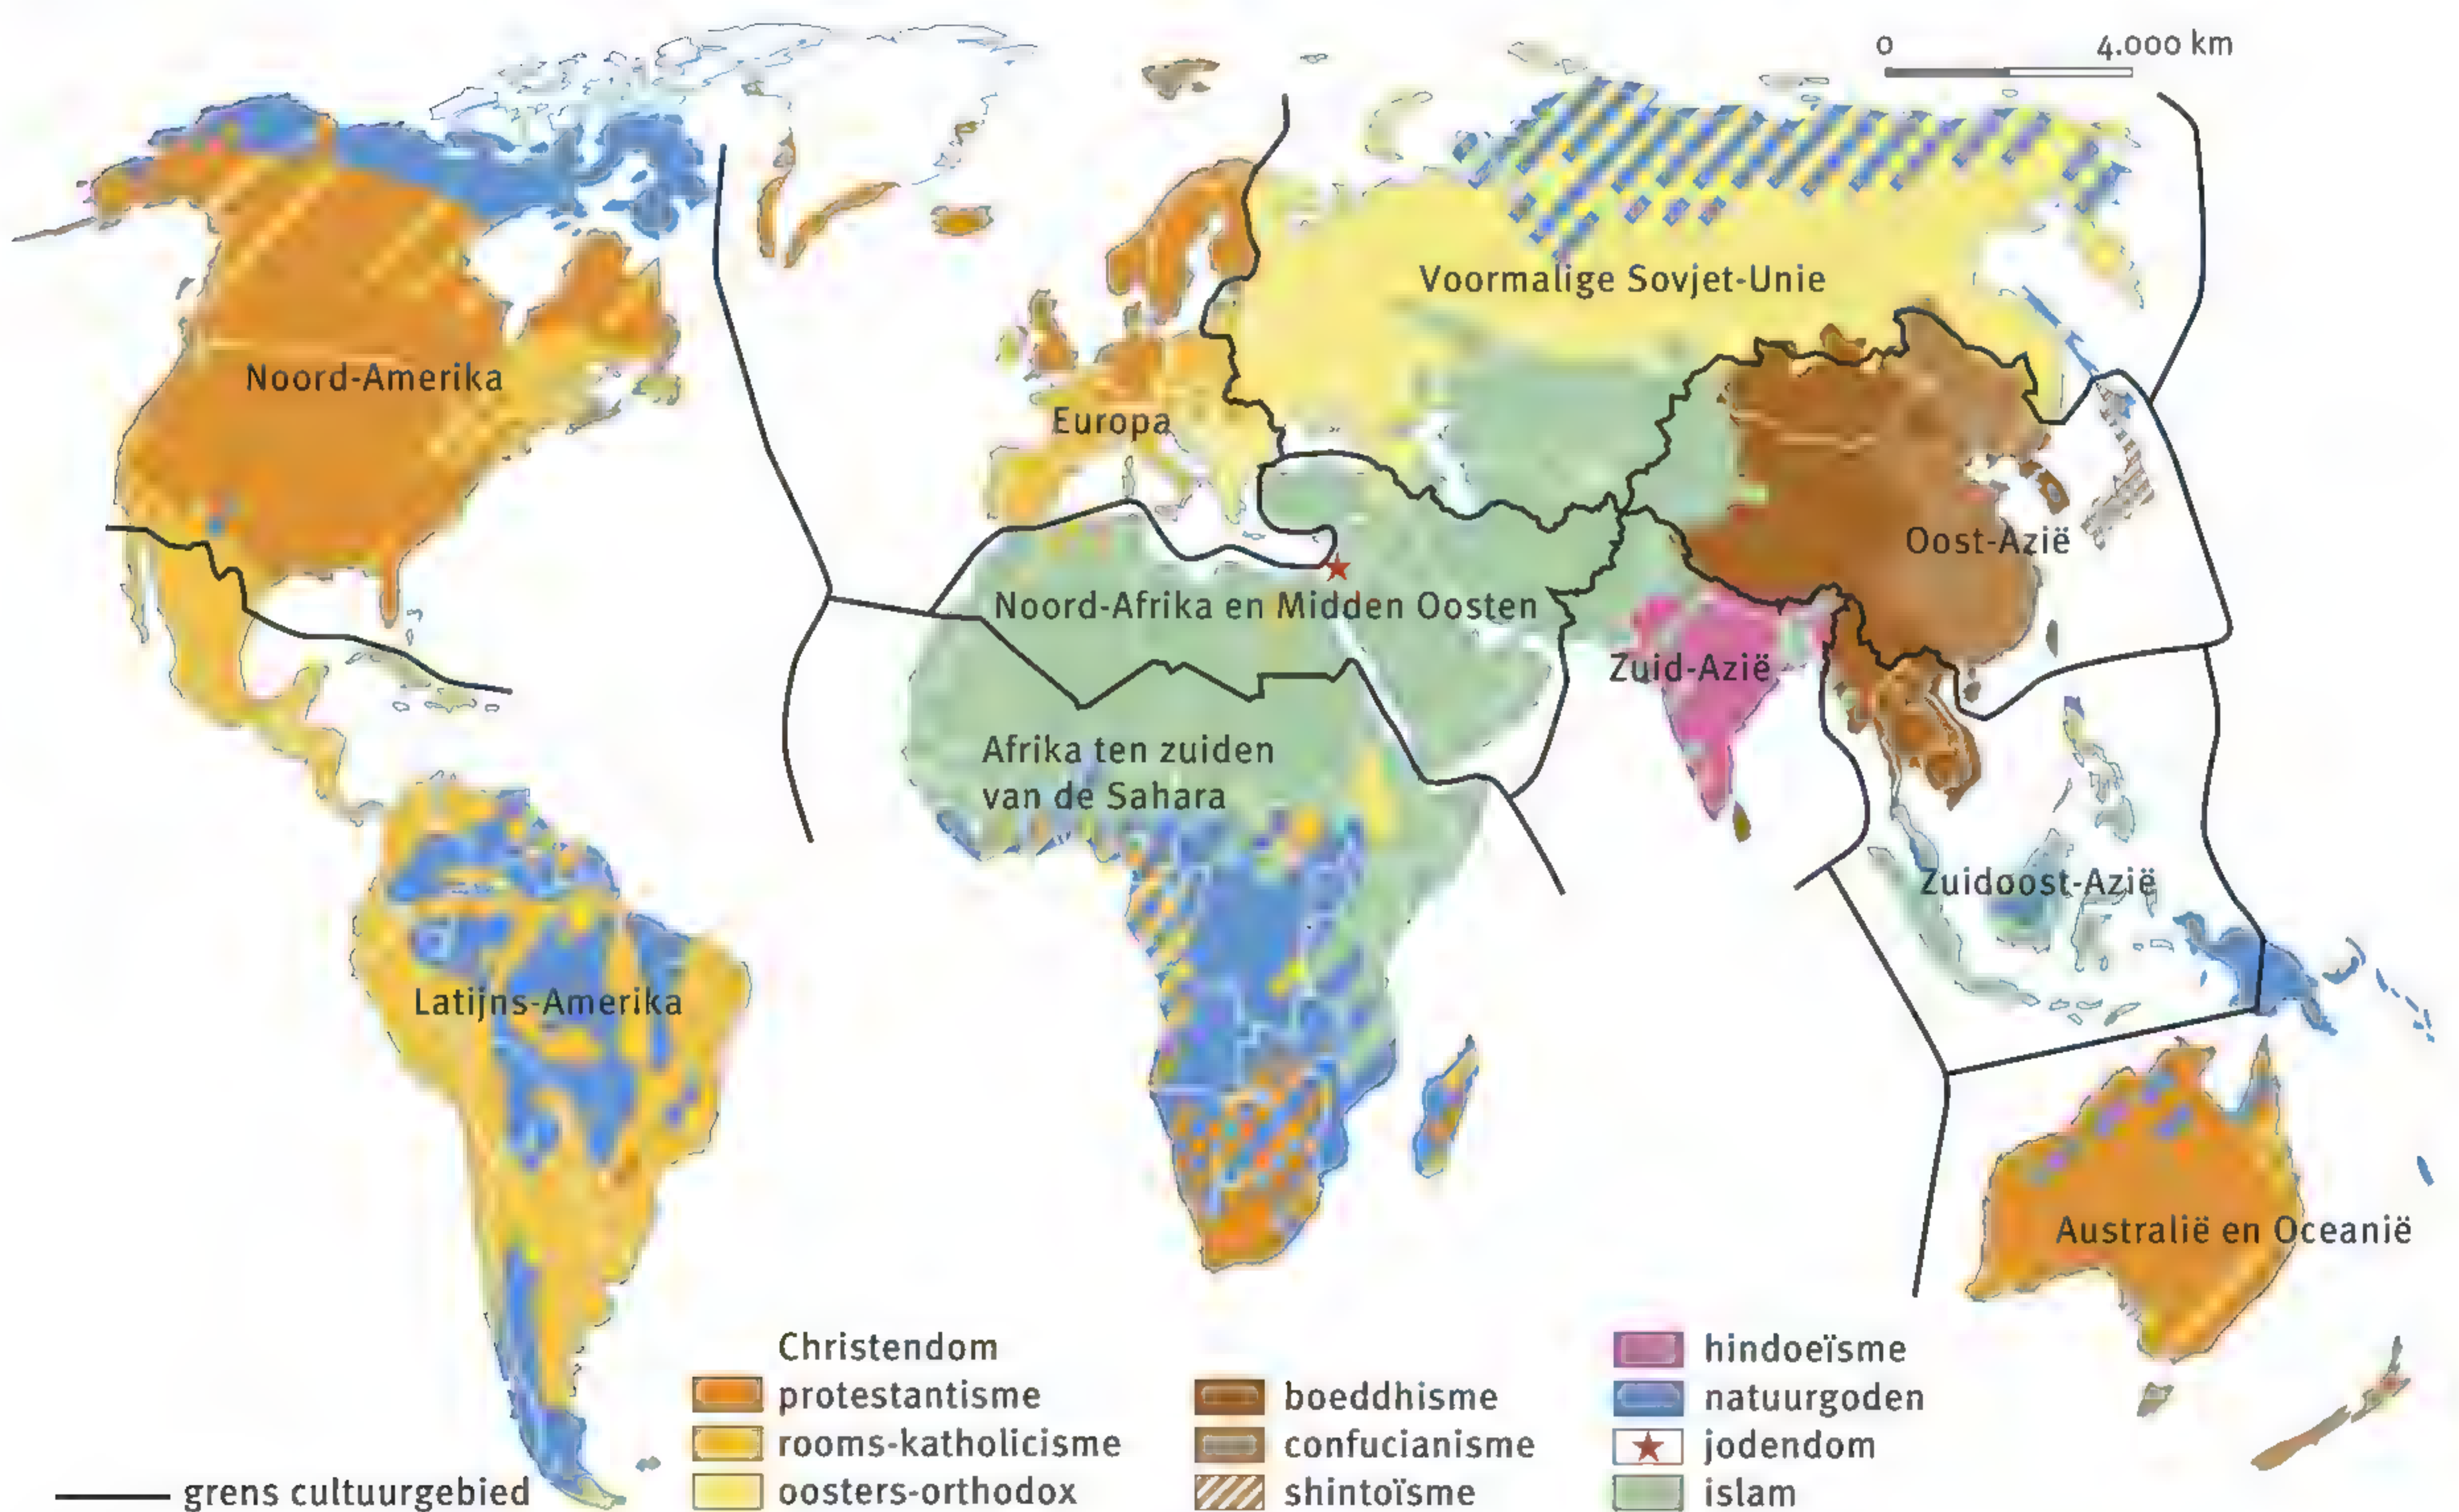 0 4.000 km
Voormalige Sovjet-Unie
Noord-Amerika
Europa
Oost-Azië
Noord-Afrika en Midden Oosten
Zuid-Azië
Afrika ten zuiden
van de Sahara
Zuidoost-Azië
Latijns-Amerika
Australië en Oceanië
grens cultuurgebied
Christendom
protestantisme
rooms-katholicisme
oosters-orthodox
boeddhisme
confucianisme
shintoïsme
hindoeïsme
natuurgoden
jodendom
islam